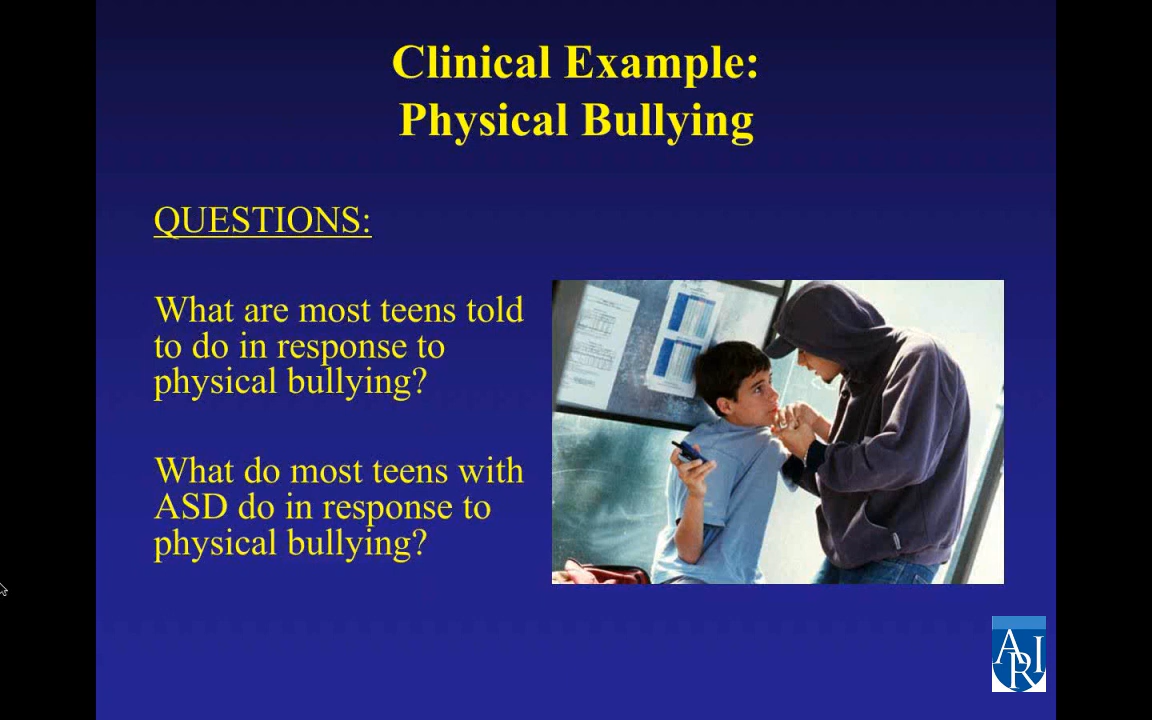 Clinical Example:
Physical Bullying
QUESTIONS:
What are most teens told
to do in response to
physical bullying?
What do most teens with
ASD do in response to
physical bullying?
ARI